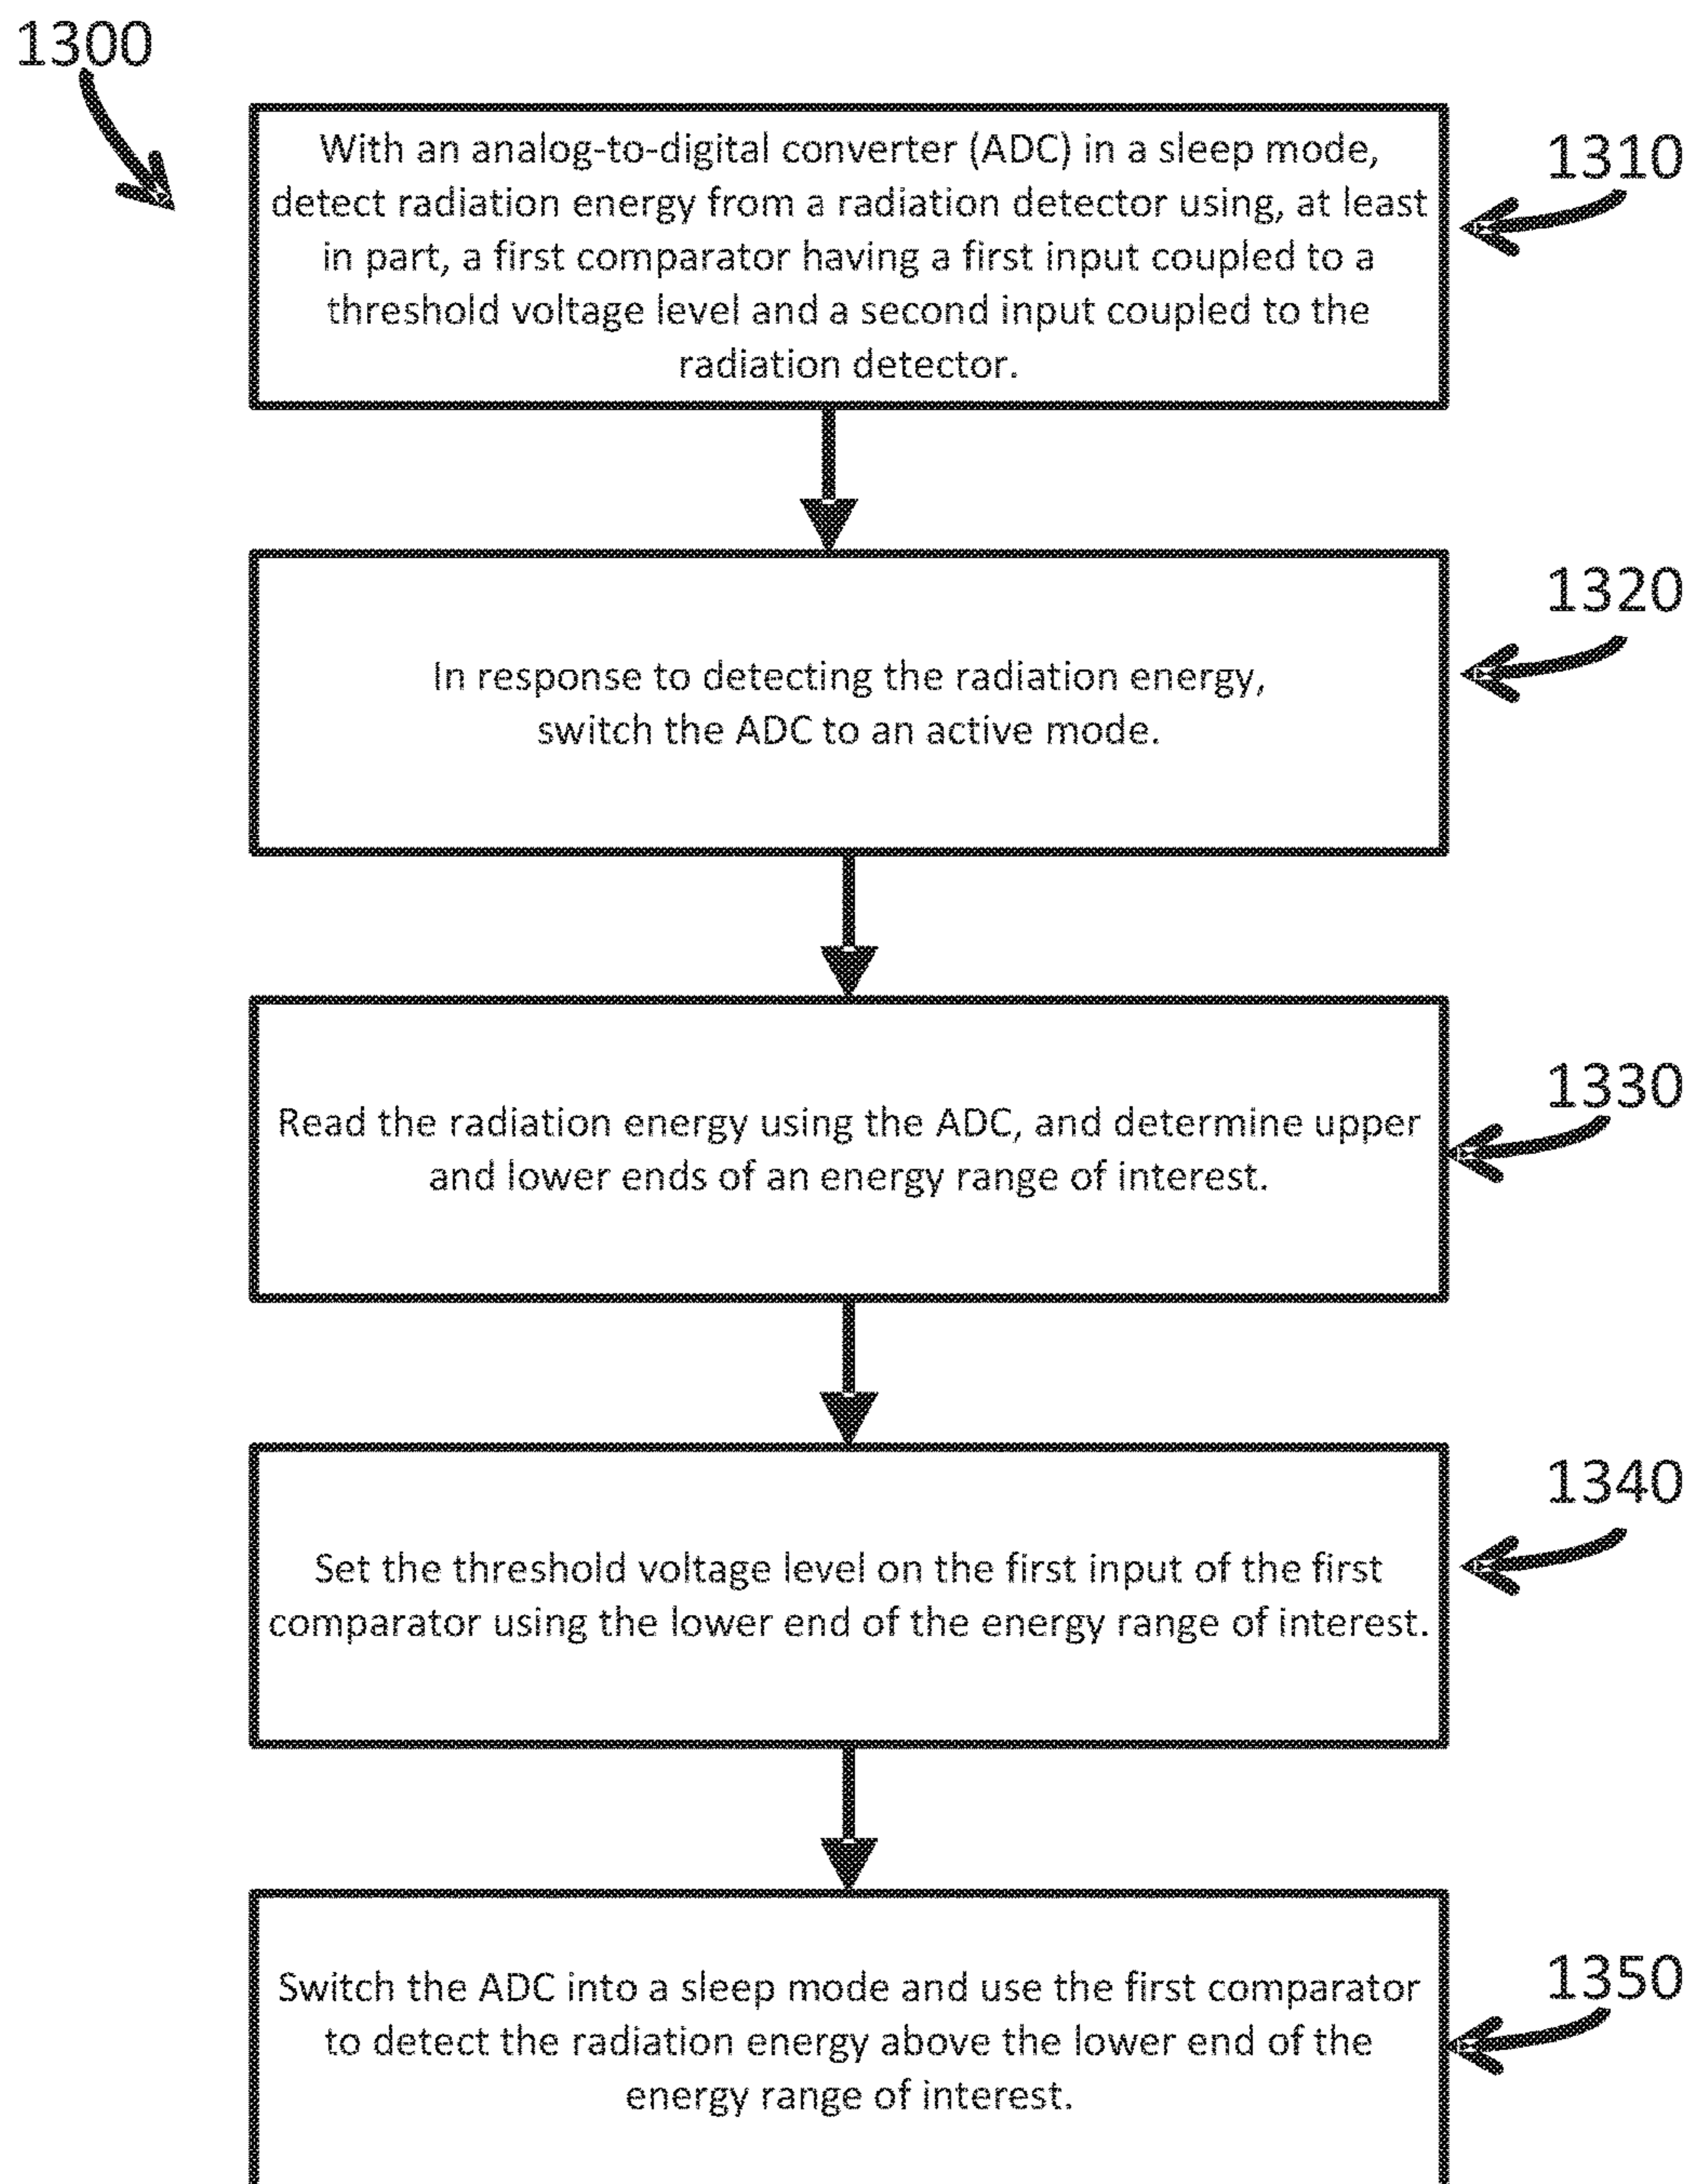 1300
With an analog-to-digital converter (ADC) in a sleep mode,
detect radiation energy from a radiation detector using, at least
in part, a first comparator having a first input coupled to a
threshold voltage level and a second input coupled to the
radiation detector.
1310
In response to detecting the radiation energy,
switch the ADC to an active mode.
1320
Read the radiation energy using the ADC, and determine upper
and lower ends of an energy range of interest.
1330
Set the threshold voltage level on the first input of the first
comparator using the lower end of the energy range of interest.
1340
Switch the ADC into a sleep mode and use the first comparator
to detect the radiation energy above the lower end of the
energy range of interest.
1350